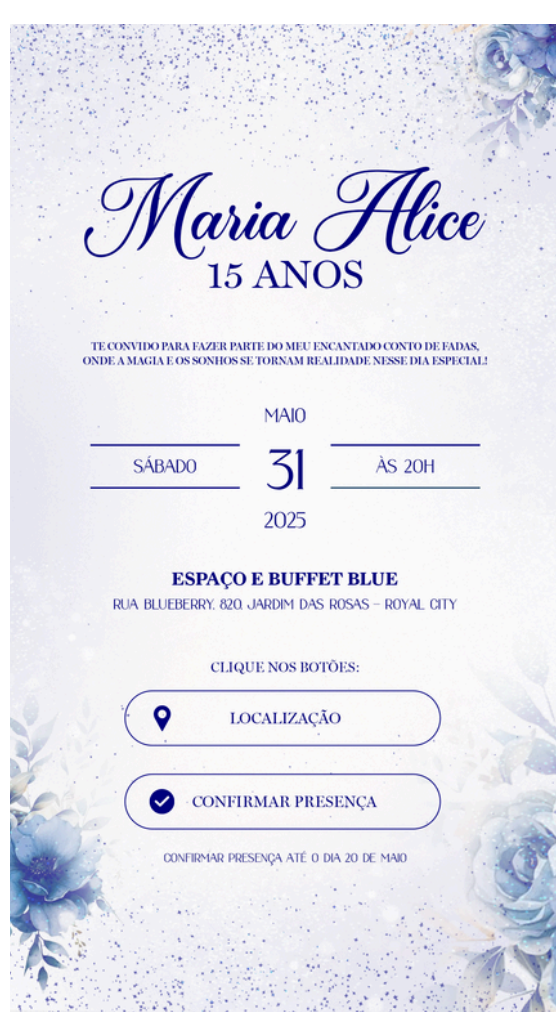 Maria Alice
15 ANOS
TE CONVIDO PARA FAZER PARTE DO MEU ENCANTADO CONTO DE FADAS,
ONDE A MAGIA E OS SONHOS SE TORNAM REALIDADE NESSE DIA ESPECIAL!
MAIO
SÁBADO 31 ÀS 20H
2025
ESPAÇO E BUFFET BLUE
RUA BLUEBERRY, 820, JARDIM DAS ROSAS – ROYAL CITY
CLIQUE NOS BOTÕES:
LOCALIZAÇÃO
CONFIRMAR PRESENÇA
CONFIRMAR PRESENÇA ATÉ O DIA 20 DE MAIO